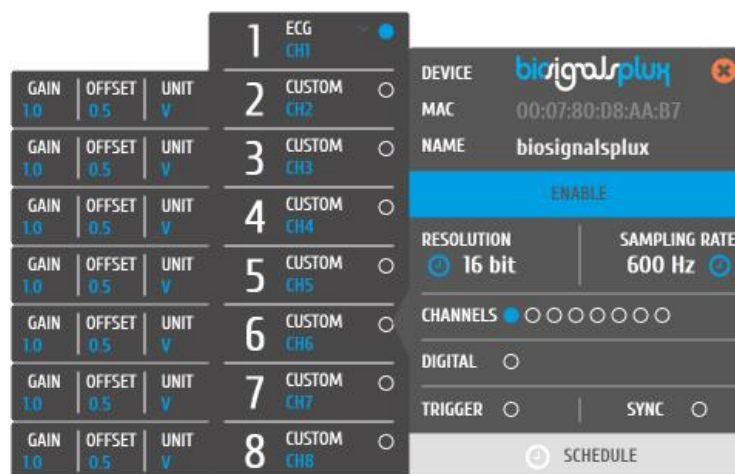 1 ECG
CH1
GAIN OFFSET UNIT 2 CUSTOM
1.0 0.5 V CH2
GAIN OFFSET UNIT 3 CUSTOM
1.0 0.5 V CH3
GAIN OFFSET UNIT 4 CUSTOM
1.0 0.5 V CH4
GAIN OFFSET UNIT 5 CUSTOM
1.0 0.5 V CH5
GAIN OFFSET UNIT 6 CUSTOM
1.0 0.5 V CH6
GAIN OFFSET UNIT 7 CUSTOM
1.0 0.5 V CH7
GAIN OFFSET UNIT 8 CUSTOM
1.0 0.5 V CH8
DEVICE biosignalsplux
MAC 00:07:80:D8:AA:B7
NAME biosignalsplux
ENABLE
RESOLUTION SAMPLING RATE
16 bit 600 Hz
CHANNELS
DIGITAL
TRIGGER SYNC
SCHEDULE